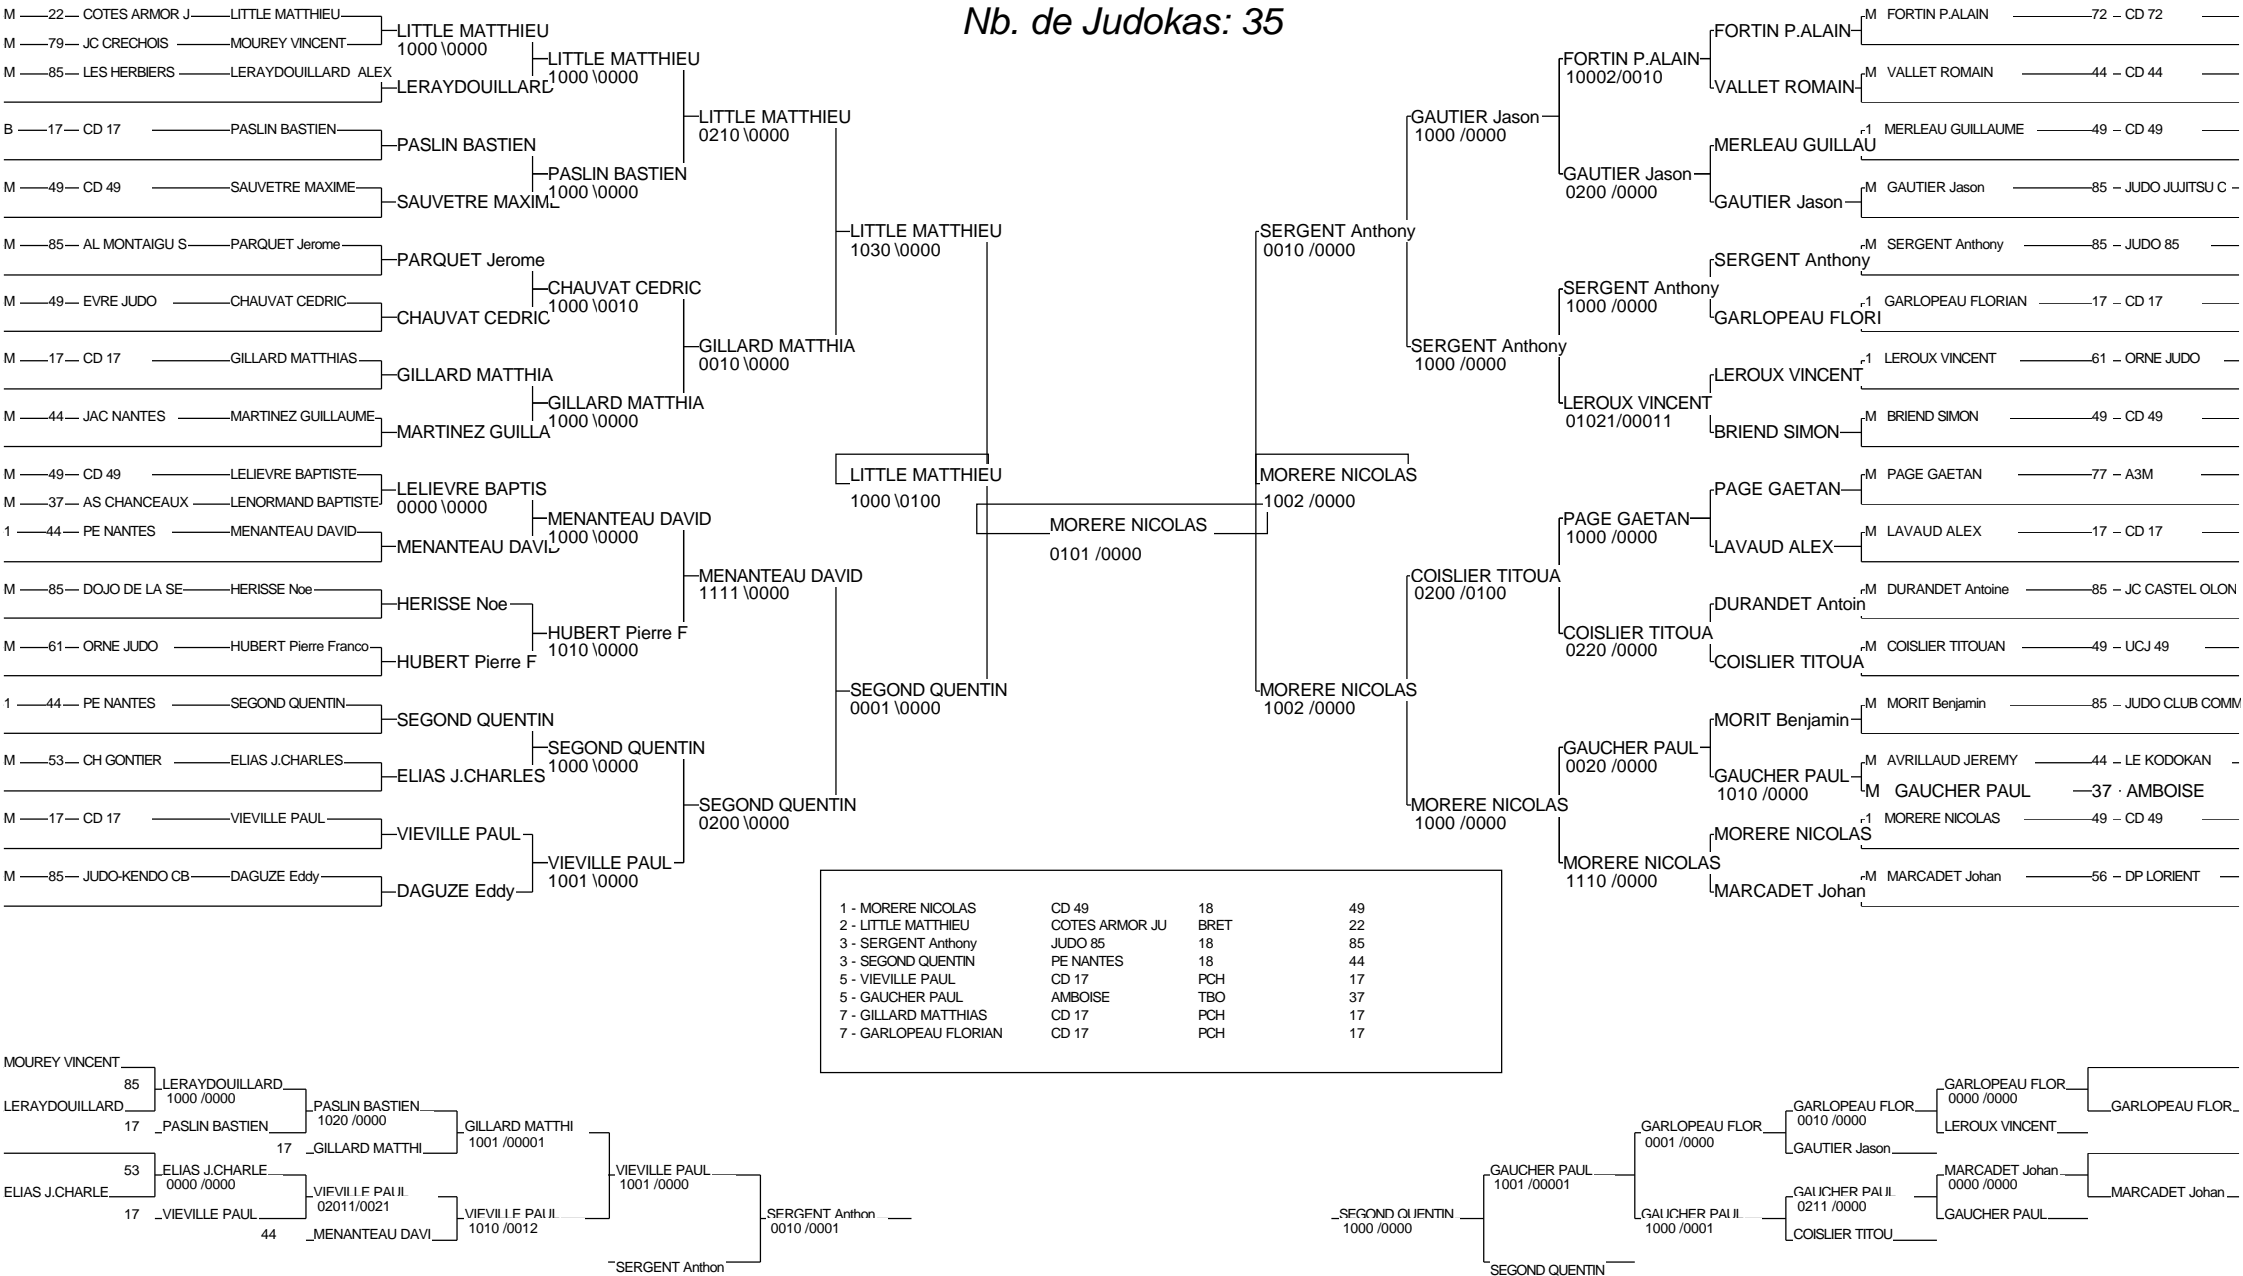 Nb. de Judokas: 35
M 22 COTES ARMOR J LITTLE MATTHIEU
M 79 JC CRECHOIS MOUREY VINCENT
M 85 LES HERBIERS LERAYDOUILLARD ALEX
B 17 CD 17 PASLIN BASTIEN
M 49 CD 49 SAUVETRE MAXIME
M 85 AL MONTAIGU S PARQUET Jerome
M 49 EVRE JUDO CHAUVAT CEDRIC
M 17 CD 17 GILLARD MATTHIAS
M 44 JAC NANTES MARTINEZ GUILLAUME
M 49 CD 49 LELIEVRE BAPTISTE
M 37 AS CHANCEAUX LENORMAND BAPTISTE
1 44 PE NANTES MENANTEAU DAVID
M 85 DOJO DE LA SE HERISSE Noe
M 61 ORNE JUDO HUBERT Pierre Franco
1 44 PE NANTES SEGOND QUENTIN
M 53 CH GONTIER ELIAS J.CHARLES
M 17 CD 17 VIEVILLE PAUL
M 85 JUDO-KENDO CB DAGUZE Eddy
LITTLE MATTHIEU
1000 \0000
LERAYDOUILLARD
PASLIN BASTIEN
SAUVETRE MAXIM
PARQUET Jerome
CHAUVAT CEDRIC
GILLARD MATTHIA
MARTINEZ GUILLA
LELIEVRE BAPTIS
0000 \0000
MENANTEAU DAVID
HERISSE Noe
HUBERT Pierre F
SEGOND QUENTIN
ELIAS J.CHARLES
VIEVILLE PAUL
DAGUZE Eddy
LITTLE MATTHIEU
1000 \0000
PASLIN BASTIEN
1000 \0000
CHAUVAT CEDRIC
1000 \0010
GILLARD MATTHIA
1000 \0000
MENANTEAU DAVID
1000 \0000
HUBERT Pierre F
1010 \0000
SEGOND QUENTIN
1000 \0000
VIEVILLE PAUL
1001 \0000
LITTLE MATTHIEU
0210 \0000
GILLARD MATTHIA
0010 \0000
MENANTEAU DAVID
1111 \0000
SEGOND QUENTIN
0200 \0000
LITTLE MATTHIEU
1030 \0000
SEGOND QUENTIN
0001 \0000
LITTLE MATTHIEU
1000 \0100
MORERE NICOLAS
0101 /0000
MORERE NICOLAS
1002 /0000
SERGENT Anthony
0010 /0000
MORERE NICOLAS
1002 /0000
GAUTIER Jason
1000 /0000
SERGENT Anthony
1000 /0000
COISLIER TITOUA
0200 /0100
MORERE NICOLAS
1000 /0000
FORTIN P.ALAIN
10002/0010
GAUTIER Jason
0200 /0000
SERGENT Anthony
1000 /0000
LEROUX VINCENT
01021/00011
PAGE GAETAN
1000 /0000
COISLIER TITOUA
0220 /0000
GAUCHER PAUL
0020 /0000
MORERE NICOLAS
1110 /0000
FORTIN P.ALAIN
VALLET ROMAIN
MERLEAU GUILLAU
GAUTIER Jason
SERGENT Anthony
GARLOPEAU FLORI
LEROUX VINCENT
BRIEND SIMON
PAGE GAETAN
LAVAUD ALEX
DURANDET Antoin
COISLIER TITOUA
MORIT Benjamin
GAUCHER PAUL
1010 /0000
MORERE NICOLAS
MARCADET Johan
M FORTIN P.ALAIN 72 – CD 72
M VALLET ROMAIN 44 – CD 44
1 MERLEAU GUILLAUME 49 – CD 49
M GAUTIER Jason 85 – JUDO JUJITSU C
M SERGENT Anthony 85 – JUDO 85
1 GARLOPEAU FLORIAN 17 – CD 17
1 LEROUX VINCENT 61 – ORNE JUDO
M BRIEND SIMON 49 – CD 49
M PAGE GAETAN 77 – A3M
M LAVAUD ALEX 17 – CD 17
M DURANDET Antoine 85 – JC CASTEL OLON
M COISLIER TITOUAN 49 – UCJ 49
M MORIT Benjamin 85 – JUDO CLUB COMM
M AVRILLAUD JEREMY 44 – LE KODOKAN
M GAUCHER PAUL 37 · AMBOISE
1 MORERE NICOLAS 49 – CD 49
M MARCADET Johan 56 – DP LORIENT
1 - MORERE NICOLAS CD 49 18 49
2 - LITTLE MATTHIEU COTES ARMOR JU BRET 22
3 - SERGENT Anthony JUDO 85 18 85
3 - SEGOND QUENTIN PE NANTES 18 44
5 - VIEVILLE PAUL CD 17 PCH 17
5 - GAUCHER PAUL AMBOISE TBO 37
7 - GILLARD MATTHIAS CD 17 PCH 17
7 - GARLOPEAU FLORIAN CD 17 PCH 17
MOUREY VINCENT
85
LERAYDOUILLARD
17
53
ELIAS J.CHARLE
17
LERAYDOUILLARD
1000 /0000
PASLIN BASTIEN
17
ELIAS J.CHARLE
0000 /0000
VIEVILLE PAUL
44
PASLIN BASTIEN
1020 /0000
GILLARD MATTHI
VIEVILLE PAUL
02011/0021
MENANTEAU DAVI
GILLARD MATTHI
1001 /00001
VIEVILLE PAUL
1010 /0012
VIEVILLE PAUL
1001 /0000
SERGENT Anthon
SERGENT Anthon
0010 /0001
SEGOND QUENTIN
1000 /0000
GAUCHER PAUL
1001 /00001
SEGOND QUENTIN
GARLOPEAU FLOR
0001 /0000
GAUCHER PAUL
1000 /0001
GARLOPEAU FLOR
0010 /0000
GAUTIER Jason
GAUCHER PAUL
0211 /0000
COISLIER TITOU
GARLOPEAU FLOR
0000 /0000
LEROUX VINCENT
MARCADET Johan
0000 /0000
GAUCHER PAUL
GARLOPEAU FLOR
MARCADET Johan